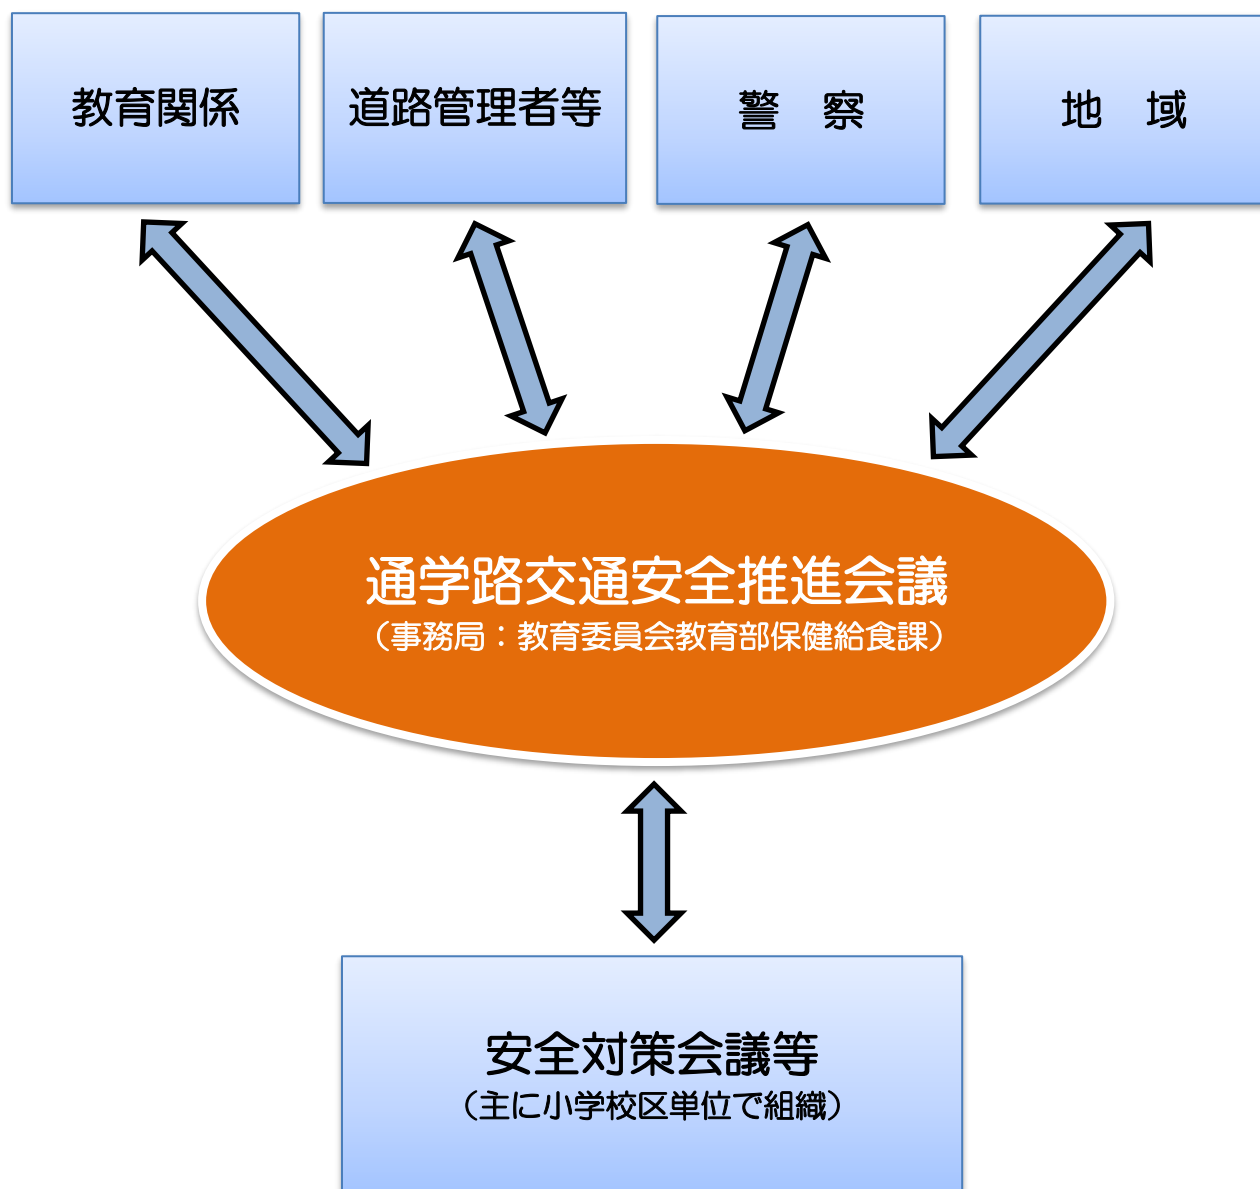 教育関係
道路管理者等
警　察
地　域
通学路交通安全推進会議
（事務局：教育委員会教育部保健給食課）
安全対策会議等
（主に小学校区単位で組織）